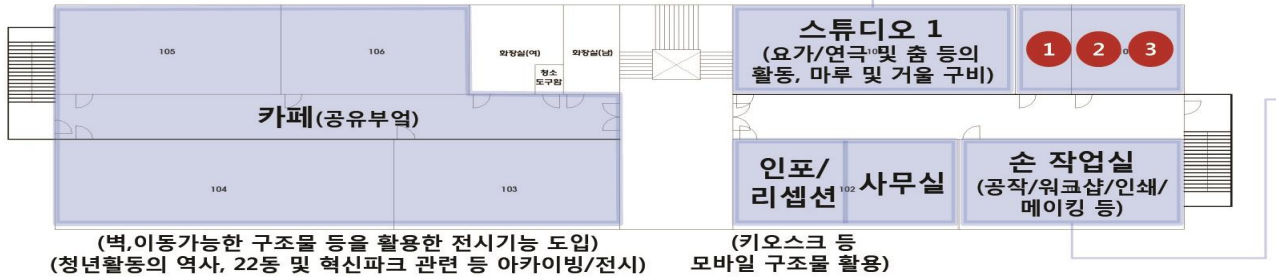 105
106
화장실(여)
화장실(남)
청소
도구함
카페(공유부엌)
104
103
스튜디오 1
(요가/연극 및 춤 등의
활동, 마루 및 거울 구비)
1 2 3
인포/
리셉션
102
사무실
손 작업실
(공작/워크샵/인쇄/
메이킹 등)
(벽,이동가능한 구조물 등을 활용한 전시기능 도입)
(청년활동의 역사, 22동 및 혁신파크 관련 등 아카이빙/전시)
(키오스크 등
모바일 구조물 활용)